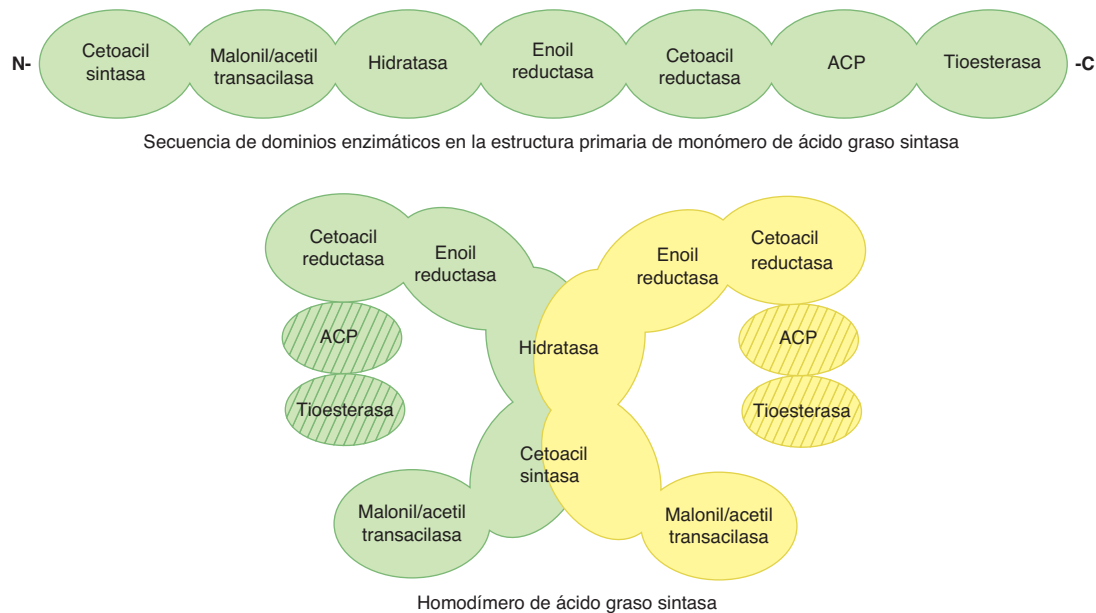 N-
Cetoacil
sintasa
Malonil/acetil
transacilasa
Hidratasa
Enoil
reductasa
Cetoacil
reductasa
ACP
Tioesterasa
-C
Secuencia de dominios enzimáticos en la estructura primaria de monómero de ácido graso sintasa
Cetoacil
reductasa
Enoil
reductasa
Enoil
reductasa
Cetoacil
reductasa
ACP
Hidratasa
ACP
Tioesterasa
Tioesterasa
Cetoacil
sintasa
Malonil/acetil
transacilasa
Malonil/acetil
transacilasa
Homodímero de ácido graso sintasa